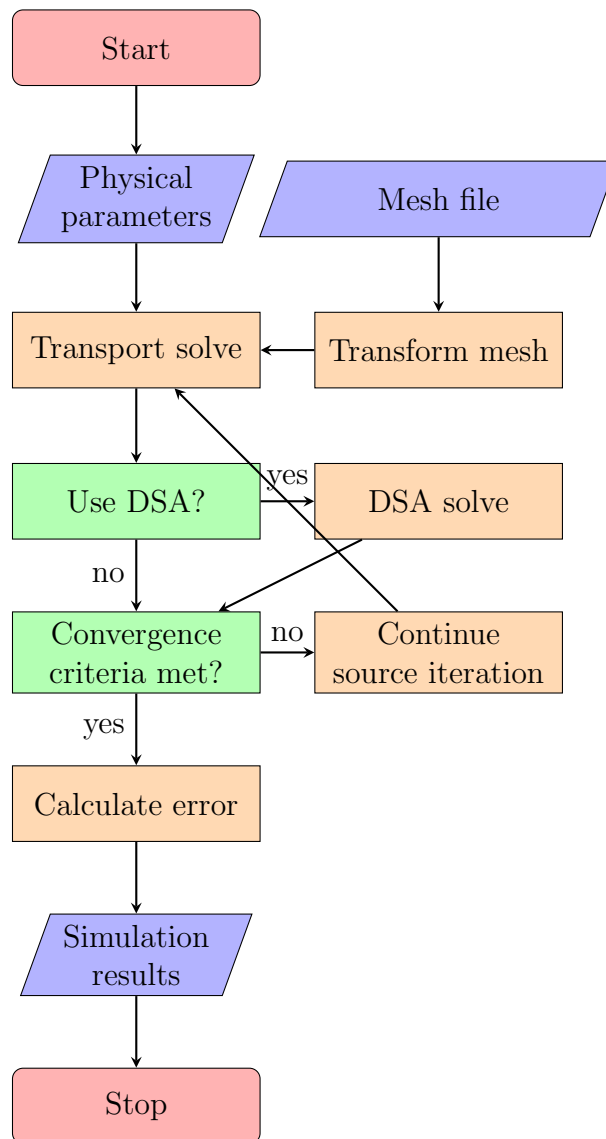 Start
Physical
parameters
Mesh file
Transport solve
Transform mesh
Use DSA?
yes
DSA solve
no
Convergence
criteria met?
no
Continue
source iteration
yes
Calculate error
Simulation
results
Stop